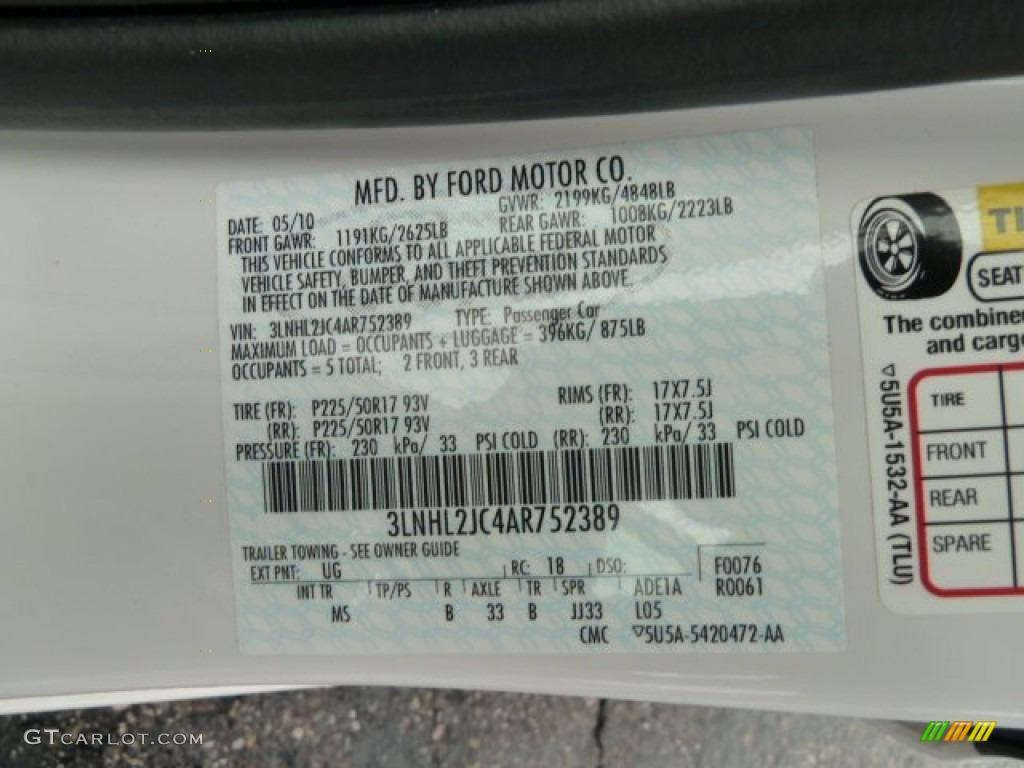 MFD. BY FORD MOTOR CO.
DATE: 05/10 GVWR: 2199KG/4848LB
FRONT GAWR: 1191KG/2625LB REAR GAWR: 1008KG/2223LB
THIS VEHICLE CONFORMS TO ALL APPLICABLE FEDERAL MOTOR
VEHICLE SAFETY, BUMPER, AND THEFT PREVENTION STANDARDS
IN EFFECT ON THE DATE OF MANUFACTURE SHOWN ABOVE.
VIN: 3LNHL2JC4AR752389 TYPE: Passenger Car
MAXIMUM LOAD = OCCUPANTS + LUGGAGE = 396KG/ 875LB
OCCUPANTS = 5 TOTAL; 2 FRONT, 3 REAR
TIRE (FR): P225/50R17 93V RIMS (FR): 17X7.5J
(RR): P225/50R17 93V (RR): 17X7.5J
PRESSURE (FR): 230 kPa/ 33 PSI COLD (RR): 230 kPa/ 33 PSI COLD
3LNHL2JC4AR752389
TRAILER TOWING - SEE OWNER GUIDE
EXT PNT: UG RC: 18 DSO: F0076
INT TR TP/PS R AXLE TR SPR ADE1A R0061
MS B 33 B JJ33 L05
CMC ▽5U5A-5420472-AA
TI
SEAT
The combine
and cargo
▽5U5A-1532-AA (TLU)
TIRE
FRONT
REAR
SPARE
GTCARLOT.COM